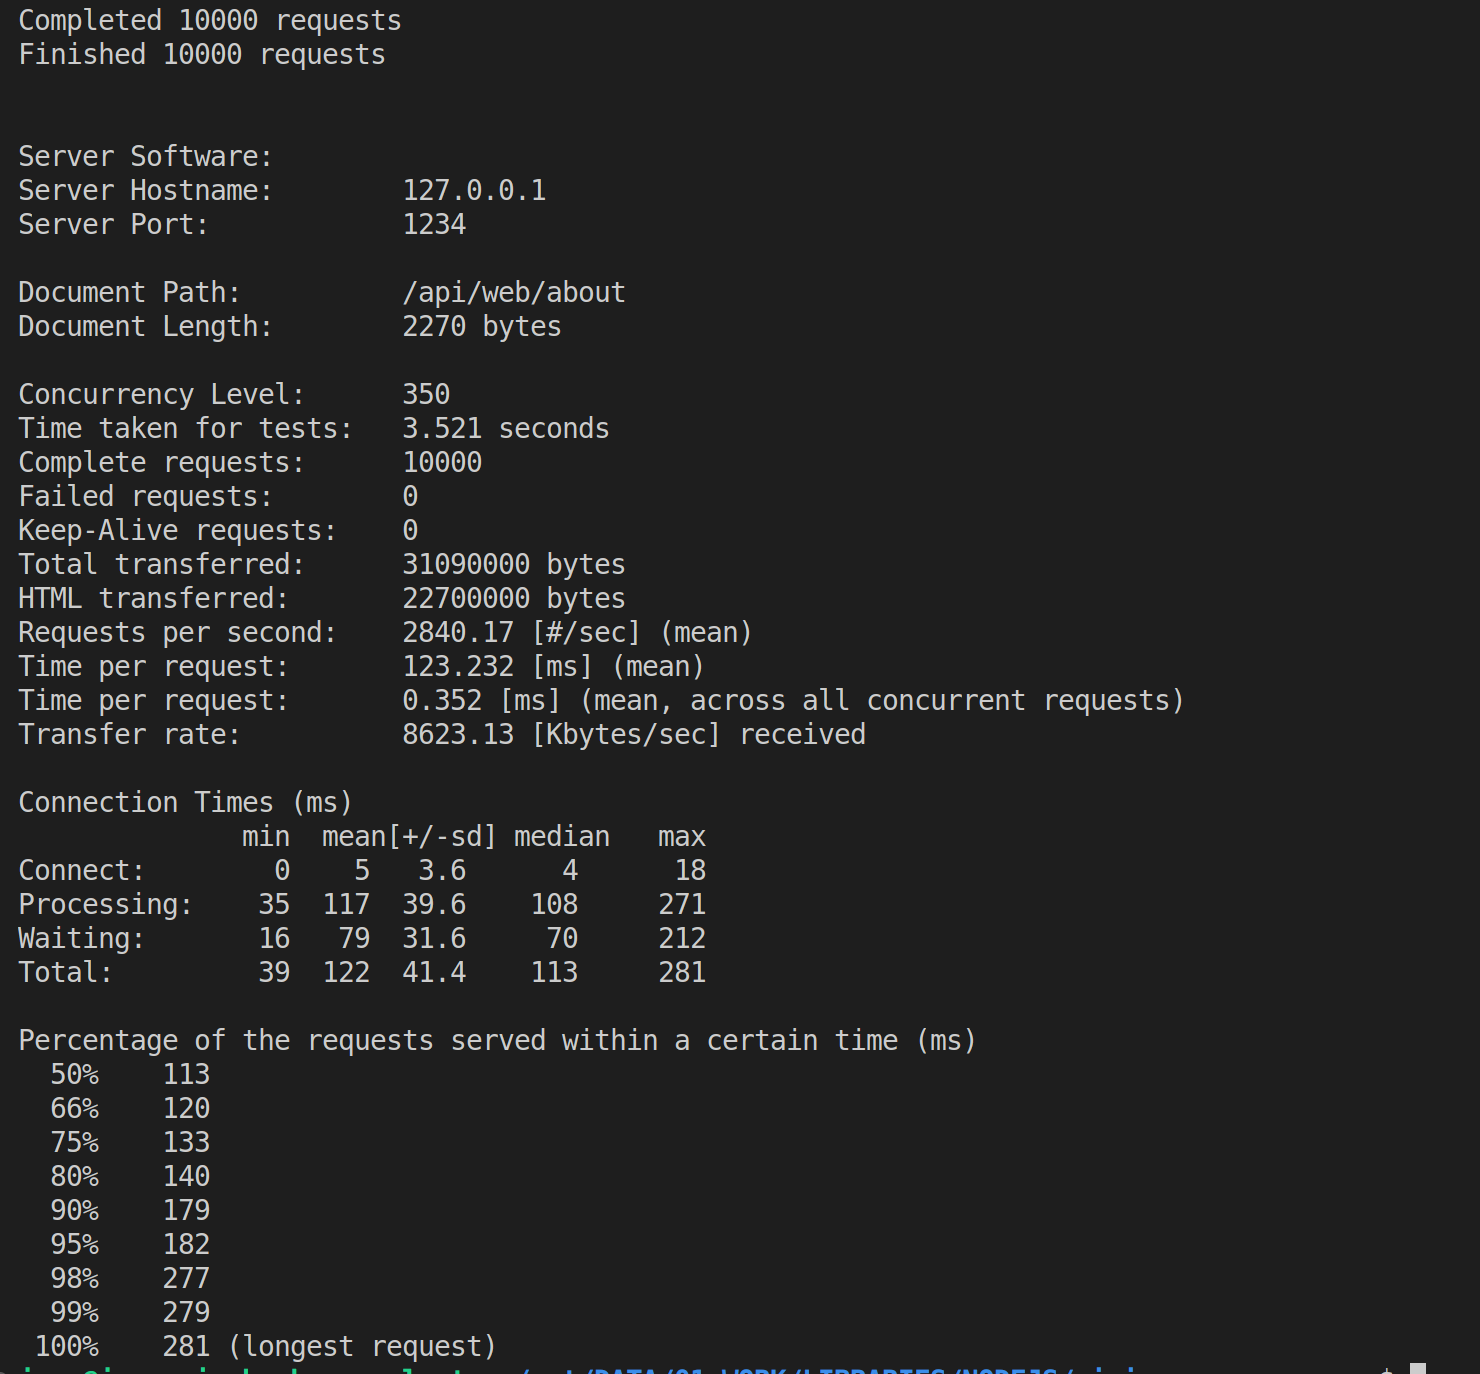 Completed 10000 requests
Finished 10000 requests
Server Software:
Server Hostname: 127.0.0.1
Server Port: 1234
Document Path: /api/web/about
Document Length: 2270 bytes
Concurrency Level: 350
Time taken for tests: 3.521 seconds
Complete requests: 10000
Failed requests: 0
Keep-Alive requests: 0
Total transferred: 31090000 bytes
HTML transferred: 22700000 bytes
Requests per second: 2840.17 [#/sec] (mean)
Time per request: 123.232 [ms] (mean)
Time per request: 0.352 [ms] (mean, across all concurrent requests)
Transfer rate: 8623.13 [Kbytes/sec] received
Connection Times (ms)
min mean[+/-sd] median max
Connect: 0 5 3.6 4 18
Processing: 35 117 39.6 108 271
Waiting: 16 79 31.6 70 212
Total: 39 122 41.4 113 281
Percentage of the requests served within a certain time (ms)
50% 113
66% 120
75% 133
80% 140
90% 179
95% 182
98% 277
99% 279
100% 281 (longest request)